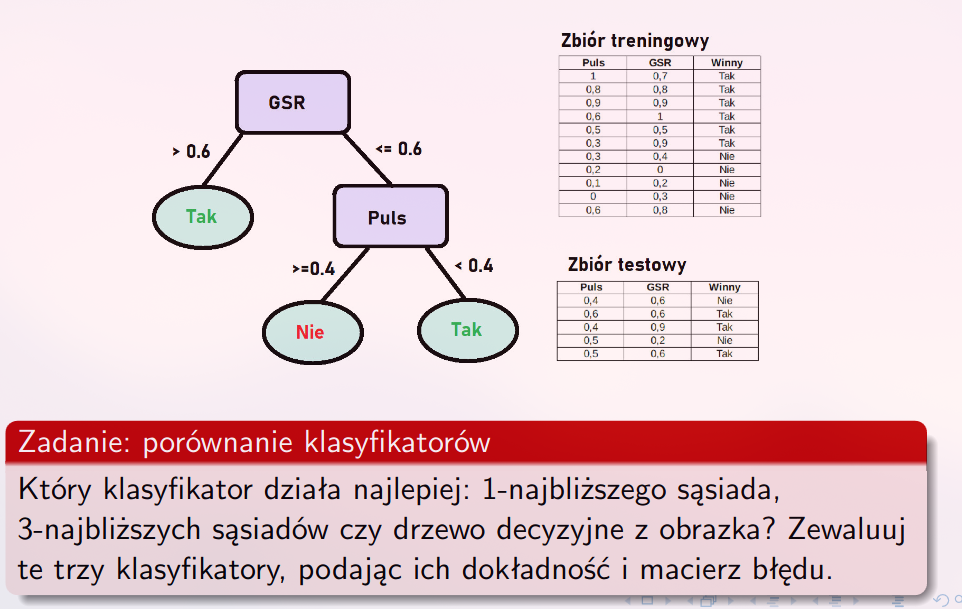 Zbiór treningowy
Puls GSR Winny
1 0,7 Tak
0,8 0,8 Tak
0,9 0,9 Tak
0,6 1 Tak
0,5 0,5 Tak
0,3 0,9 Tak
0,3 0,4 Nie
0,2 0 Nie
0,1 0,2 Nie
0 0,3 Nie
0,6 0,8 Nie
GSR
> 0.6
<= 0.6
Tak
Puls
>=0.4
< 0.4
Nie
Tak
Zbiór testowy
Puls GSR Winny
0,4 0,6 Nie
0,6 0,6 Tak
0,4 0,9 Tak
0,5 0,2 Nie
0,5 0,6 Tak
Zadanie: porównanie klasyfikatorów
Który klasyfikator działa najlepiej: 1-najbliższego sąsiada,
3-najbliższych sąsiadów czy drzewo decyzyjne z obrazka? Zewaluuj
te trzy klasyfikatory, podając ich dokładność i macierz błędu.